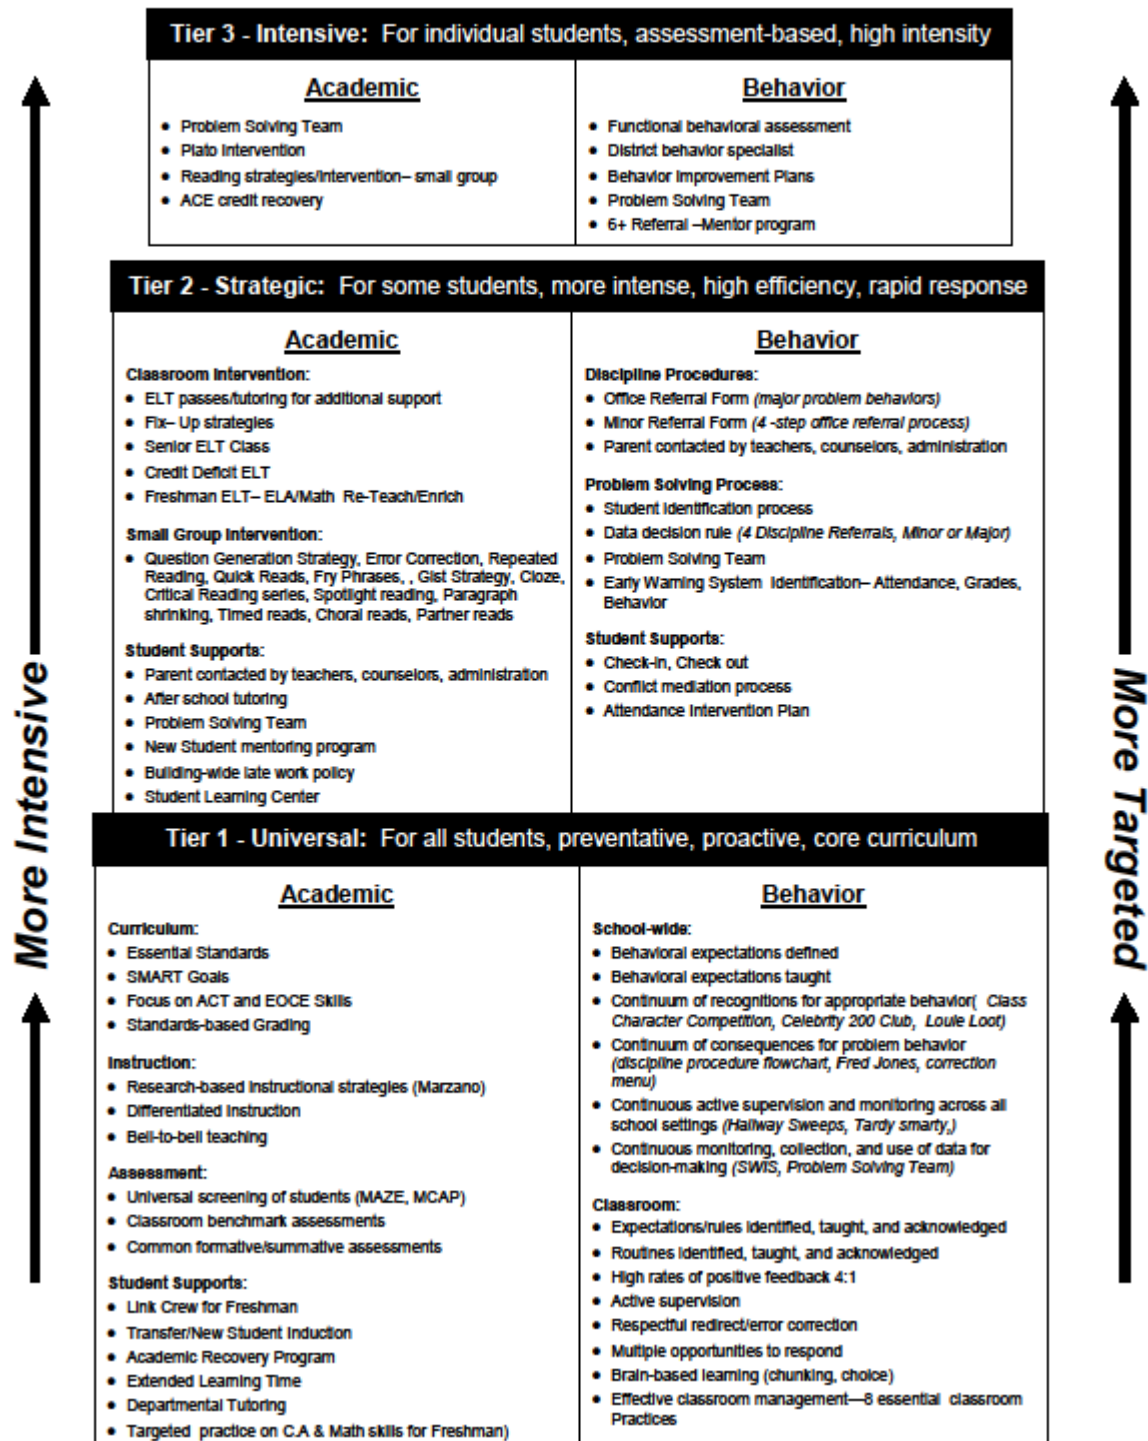 Tier 3 - Intensive: For individual students, assessment-based, high intensity
Academic
• Problem Solving Team
• Plato Intervention
• Reading strategies/Intervention– small group
• ACE credit recovery
Behavior
• Functional behavioral assessment
• District behavior specialist
• Behavior Improvement Plans
• Problem Solving Team
• 6+ Referral –Mentor program
Tier 2 - Strategic: For some students, more intense, high efficiency, rapid response
Academic
Classroom Intervention:
• ELT passes/tutoring for additional support
• Fix– Up strategies
• Senior ELT Class
• Credit Deficit ELT
• Freshman ELT– ELA/Math Re-Teach/Enrich
Small Group Intervention:
• Question Generation Strategy, Error Correction, Repeated
Reading, Quick Reads, Fry Phrases, , Gist Strategy, Cloze,
Critical Reading series, Spotlight reading, Paragraph
shrinking, Timed reads, Choral reads, Partner reads
Student Supports:
• Parent contacted by teachers, counselors, administration
• After school tutoring
• Problem Solving Team
• New Student mentoring program
• Building-wide late work policy
• Student Learning Center
Behavior
Discipline Procedures:
• Office Referral Form (major problem behaviors)
• Minor Referral Form (4 -step office referral process)
• Parent contacted by teachers, counselors, administration
Problem Solving Process:
• Student identification process
• Data decision rule (4 Discipline Referrals, Minor or Major)
• Problem Solving Team
• Early Warning System Identification– Attendance, Grades,
Behavior
Student Supports:
• Check-in, Check out
• Conflict mediation process
• Attendance Intervention Plan
Tier 1 - Universal: For all students, preventative, proactive, core curriculum
Academic
Curriculum:
• Essential Standards
• SMART Goals
• Focus on ACT and EOCE Skills
• Standards-based Grading
Instruction:
• Research-based instructional strategies (Marzano)
• Differentiated Instruction
• Bell-to-bell teaching
Assessment:
• Universal screening of students (MAZE, MCAP)
• Classroom benchmark assessments
• Common formative/summative assessments
Student Supports:
• Link Crew for Freshman
• Transfer/New Student Induction
• Academic Recovery Program
• Extended Learning Time
• Departmental Tutoring
• Targeted practice on C.A & Math skills for Freshman)
Behavior
School-wide:
• Behavioral expectations defined
• Behavioral expectations taught
• Continuum of recognitions for appropriate behavior( Class
Character Competition, Celebrity 200 Club, Louie Loot)
• Continuum of consequences for problem behavior
(discipline procedure flowchart, Fred Jones, correction
menu)
• Continuous active supervision and monitoring across all
school settings (Hallway Sweeps, Tardy smarty,)
• Continuous monitoring, collection, and use of data for
decision-making (SWIS, Problem Solving Team)
Classroom:
• Expectations/rules identified, taught, and acknowledged
• Routines identified, taught, and acknowledged
• High rates of positive feedback 4:1
• Active supervision
• Respectful redirect/error correction
• Multiple opportunities to respond
• Brain-based learning (chunking, choice)
• Effective classroom management—8 essential classroom
Practices
More Intensive
More Targeted